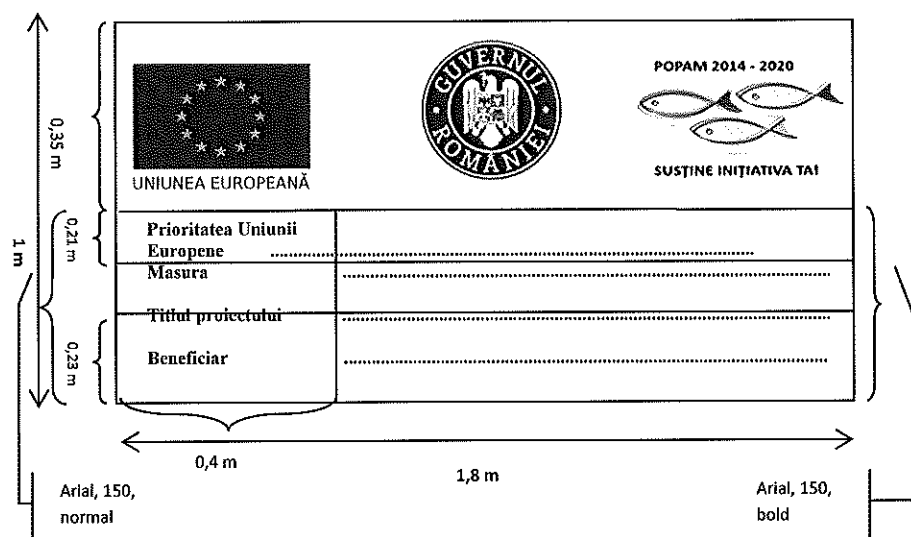 UNIUNEA EUROPEANĂ
GUVERNUL ROMÂNIEI
POPAM 2014 - 2020
SUSȚINE INIȚIATIVA TA!
Prioritatea Uniunii
Europene ................................................
Masura ................................................
Titlul proiectului ................................................
Beneficiar ................................................
0,35 m
0,21 m
1 m
0,23 m
0,4 m
1,8 m
Arial, 150,
normal
Arial, 150,
bold